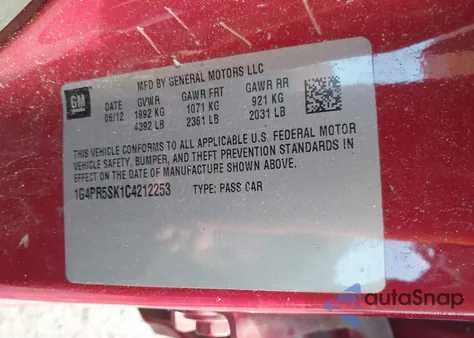 MFD BY GENERAL MOTORS LLC
GM
DATE GVWR GAWR FRT GAWR RR
06/12 1992 KG 1071 KG 921 KG
4392 LB 2361 LB 2031 LB
THIS VEHICLE CONFORMS TO ALL APPLICABLE U.S. FEDERAL MOTOR
VEHICLE SAFETY, BUMPER, AND THEFT PREVENTION STANDARDS IN
EFFECT ON THE DATE OF MANUFACTURE SHOWN ABOVE.
1G4PR5SK1C4212253 TYPE: PASS CAR
autoSnap